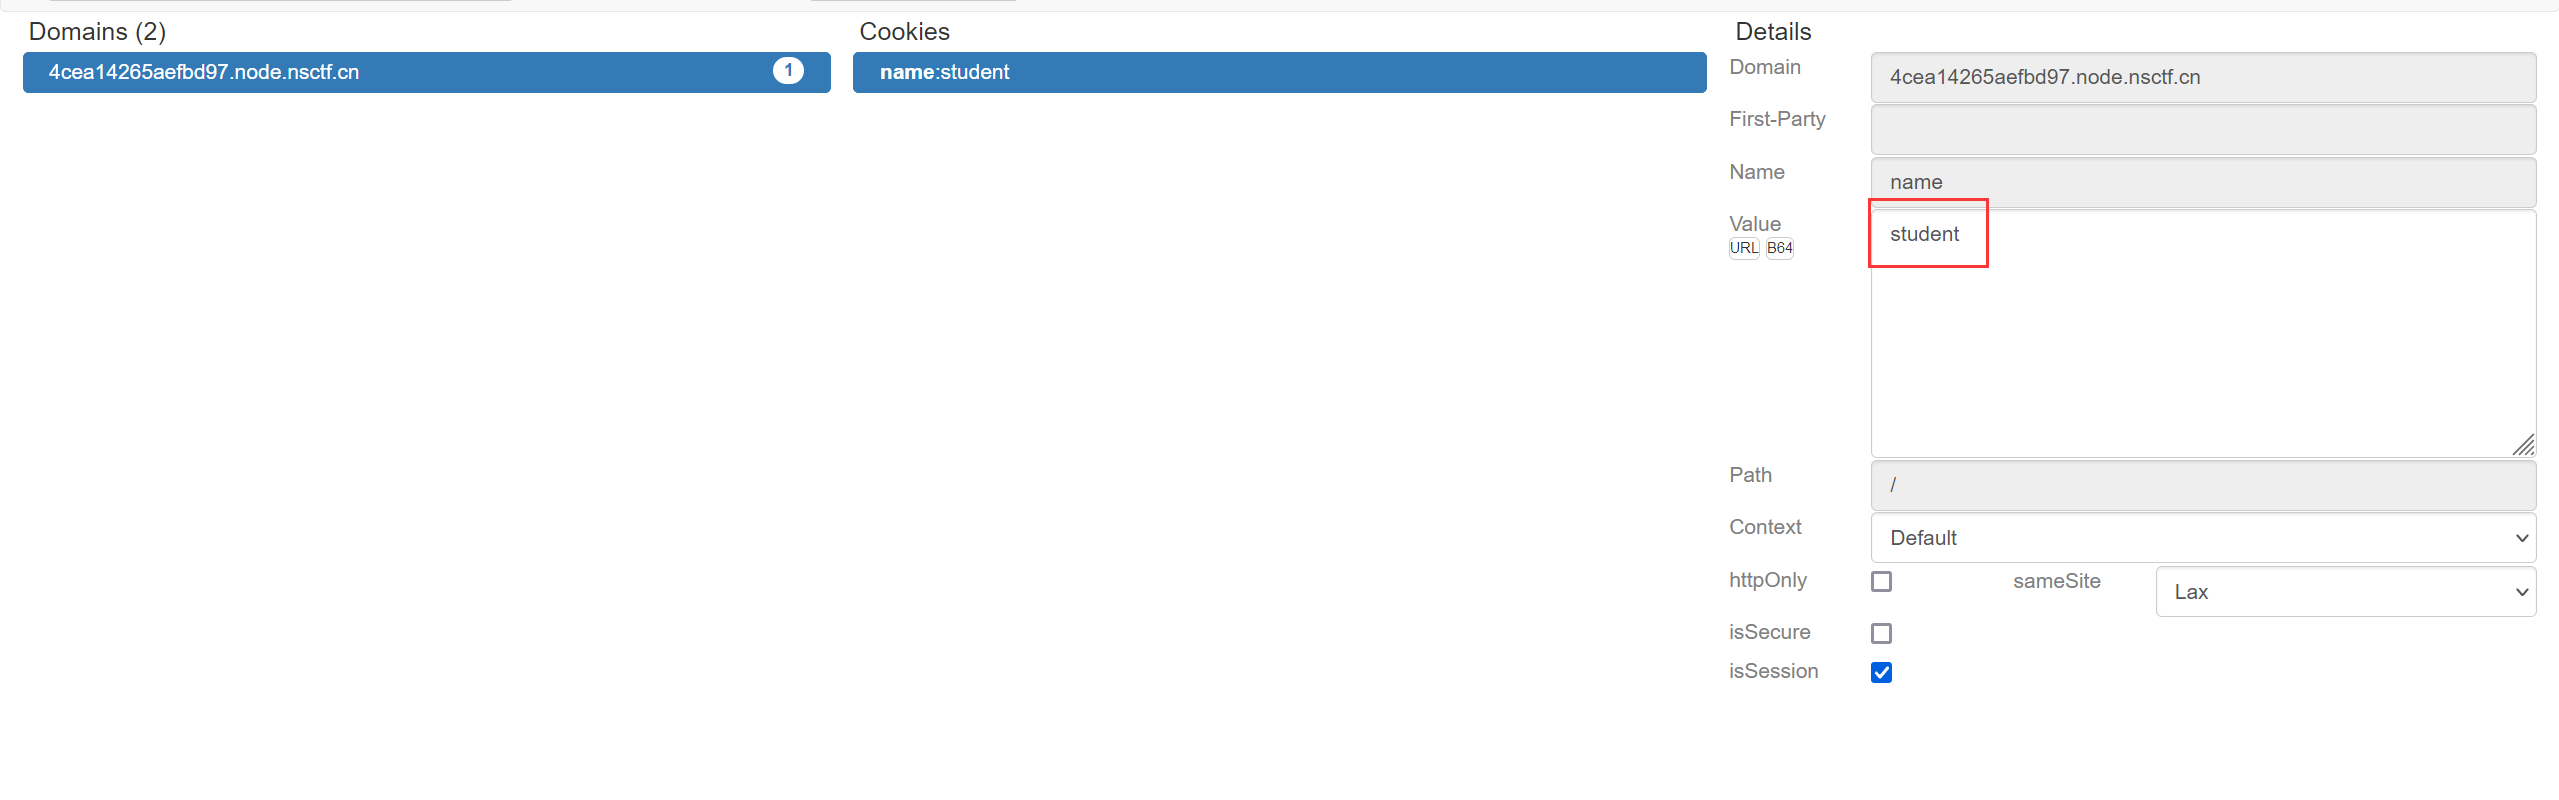 Domains (2)
4cea14265aefbd97.node.nsctf.cn 1
Cookies
name:student
Details
Domain 4cea14265aefbd97.node.nsctf.cn
First-Party
Name name
Value student
URL B64
Path /
Context Default
httpOnly sameSite Lax
isSecure
isSession